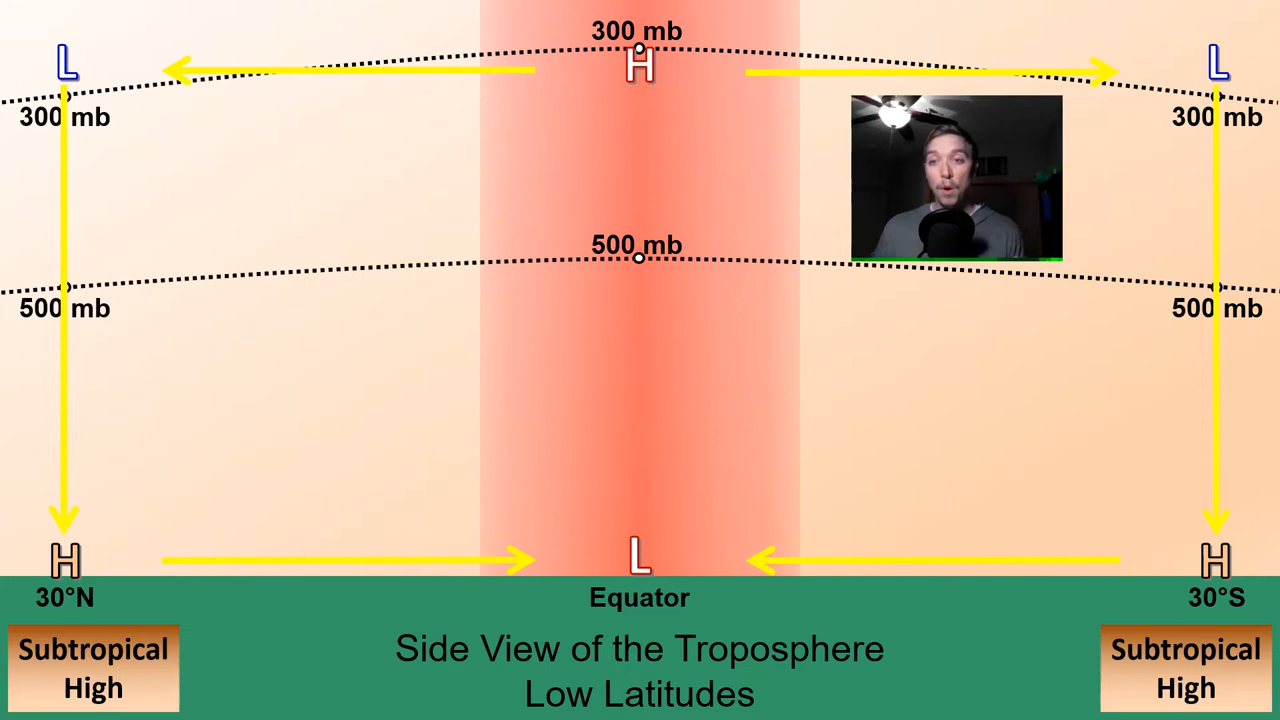 300 mb
L
H
L
300 mb
300 mb
500 mb
500 mb
500 mb
H
L
H
30°N
Equator
30°S
Subtropical
High
Side View of the Troposphere
Low Latitudes
Subtropical
High